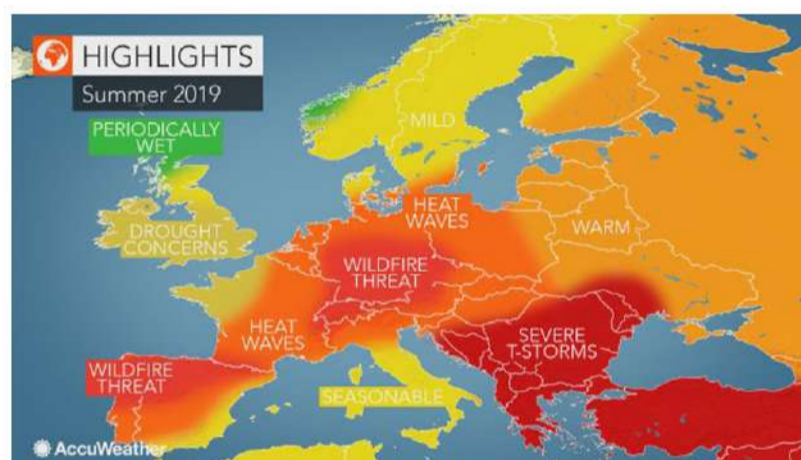 HIGHLIGHTS
Summer 2019
PERIODICALLY
WET
MILD
DROUGHT
CONCERNS
HEAT
WAVES
WARM
WILDFIRE
THREAT
HEAT
WAVES
SEVERE
T-STORMS
WILDFIRE
THREAT
SEASONABLE
AccuWeather